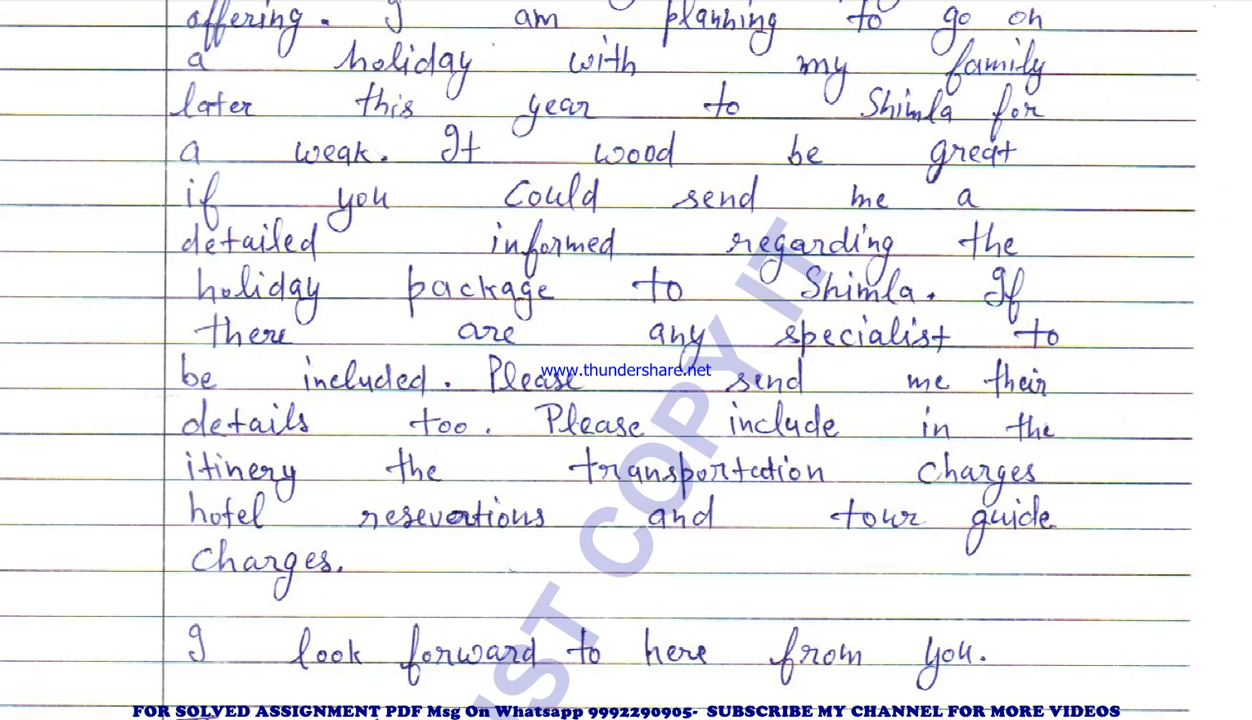 offering. I am planning to go on
a holiday with my family
later this year to Shimla for
a weak. It wood be great
if you could send me a
detailed informed regarding the
holiday package to Shimla. If
there are any specialist to
be included. Please send me their
www.thundershare.net
details too. Please include in the
itinery the transportation charges
hotel resevertions and tour guide
charges.
I look forward to here from you.
ST COPY IT
FOR SOLVED ASSIGNMENT PDF Msg On Whatsapp 9992290905- SUBSCRIBE MY CHANNEL FOR MORE VIDEOS